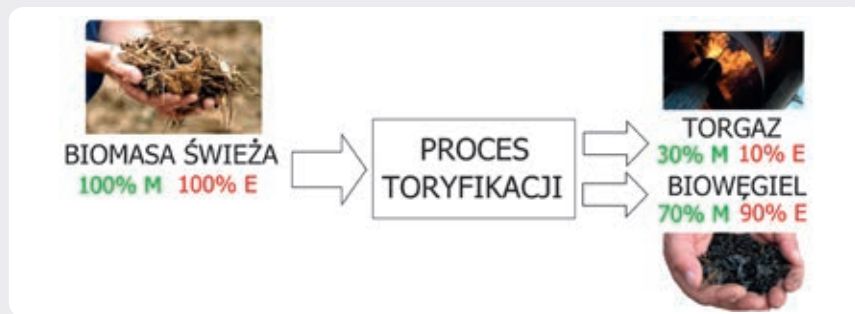 BIOMASA ŚWIEŻA
100% M 100% E
PROCES
TORYFIKACJI
TORGAZ
30% M 10% E
BIOWĘGIEL
70% M 90% E